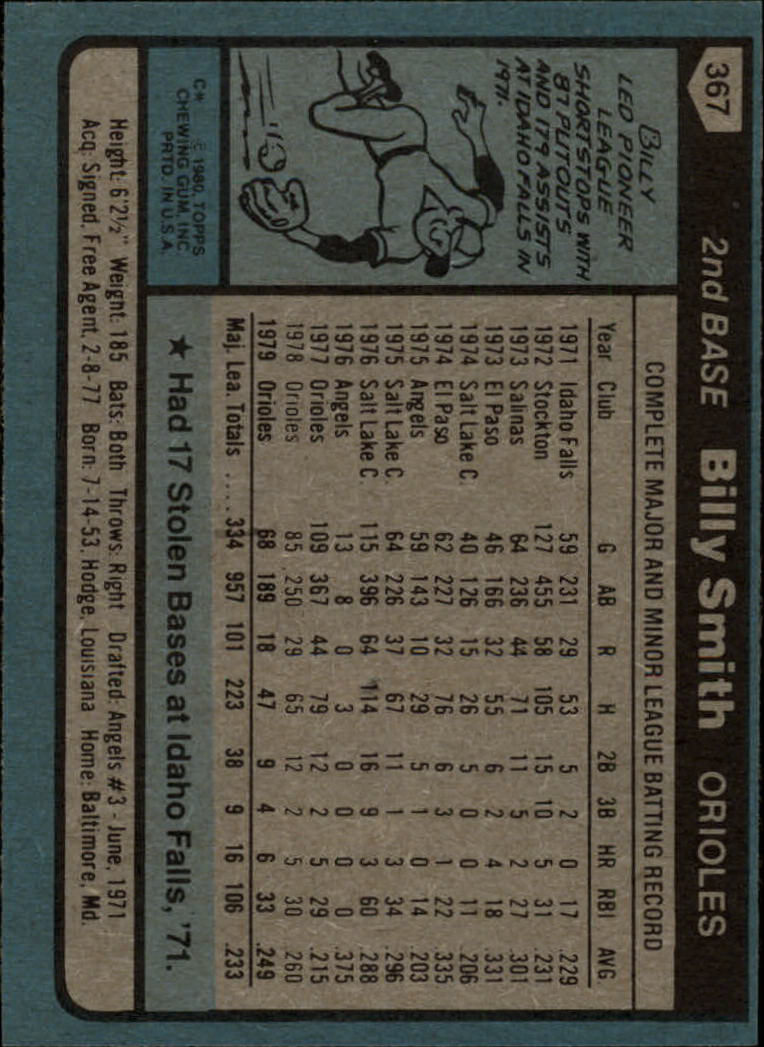 367
2nd BASE Billy Smith ORIOLES
BILLY
LED PIONEER
LEAGUE
SHORTSTOPS WITH
87 PUTOUTS
AND 179 ASSISTS
AT IDAHO FALLS IN
1971.
C* © 1980, TOPPS
CHEWING GUM, INC
PRTD. IN U.S.A.
COMPLETE MAJOR AND MINOR LEAGUE BATTING RECORD
Year Club G AB R H 2B 3B HR RBI AVG
1971 Idaho Falls 59 231 29 53 5 2 0 17 .229
1972 Stockton 127 455 58 105 15 10 5 31 .231
1973 Salinas 64 236 44 71 11 5 2 27 .301
1973 El Paso 46 166 32 55 6 2 4 18 .331
1974 Salt Lake C. 40 126 15 26 5 0 0 11 .206
1974 El Paso 62 227 32 76 6 3 1 22 .335
1975 Angels 59 143 10 29 5 1 0 14 .203
1975 Salt Lake C. 64 226 37 67 11 1 3 34 .296
1976 Salt Lake C. 115 396 64 114 16 9 3 60 .288
1976 Angels 13 8 0 3 0 0 0 0 .375
1977 Orioles 109 367 44 79 12 2 5 29 .215
1978 Orioles 85 250 29 65 12 2 5 30 .260
1979 Orioles 68 189 18 47 9 4 6 33 .249
Maj. Lea. Totals .... 334 957 101 223 38 9 16 106 .233
★ Had 17 Stolen Bases at Idaho Falls, '71.
Height: 6'2½" Weight: 185 Bats: Both Throws: Right Drafted: Angels #3 - June, 1971
Acq: Signed, Free Agent, 2-8-77 Born: 7-14-53, Hodge, Louisiana Home: Baltimore, Md.